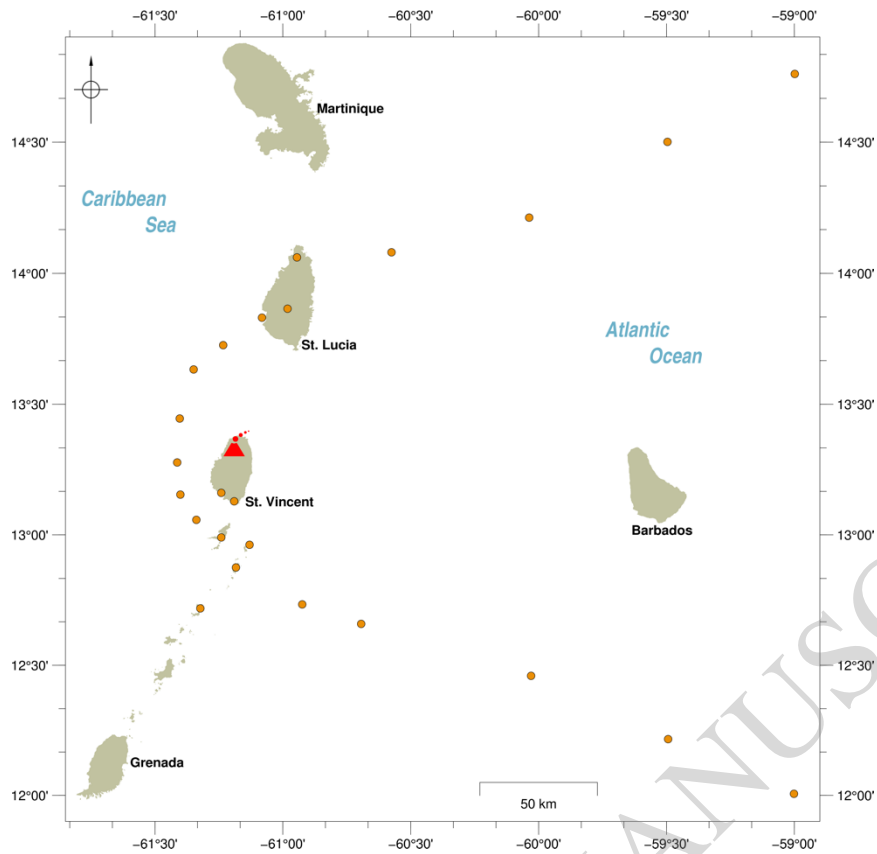 −61°30' −61°00' −60°30' −60°00' −59°30' −59°00'
Martinique
14°30' 14°30'
Caribbean
Sea
14°00' 14°00'
St. Lucia
Atlantic
Ocean
13°30' 13°30'
St. Vincent
Barbados
13°00' 13°00'
12°30' 12°30'
Grenada
50 km
12°00' 12°00'
−61°30' −61°00' −60°30' −60°00' −59°30' −59°00'